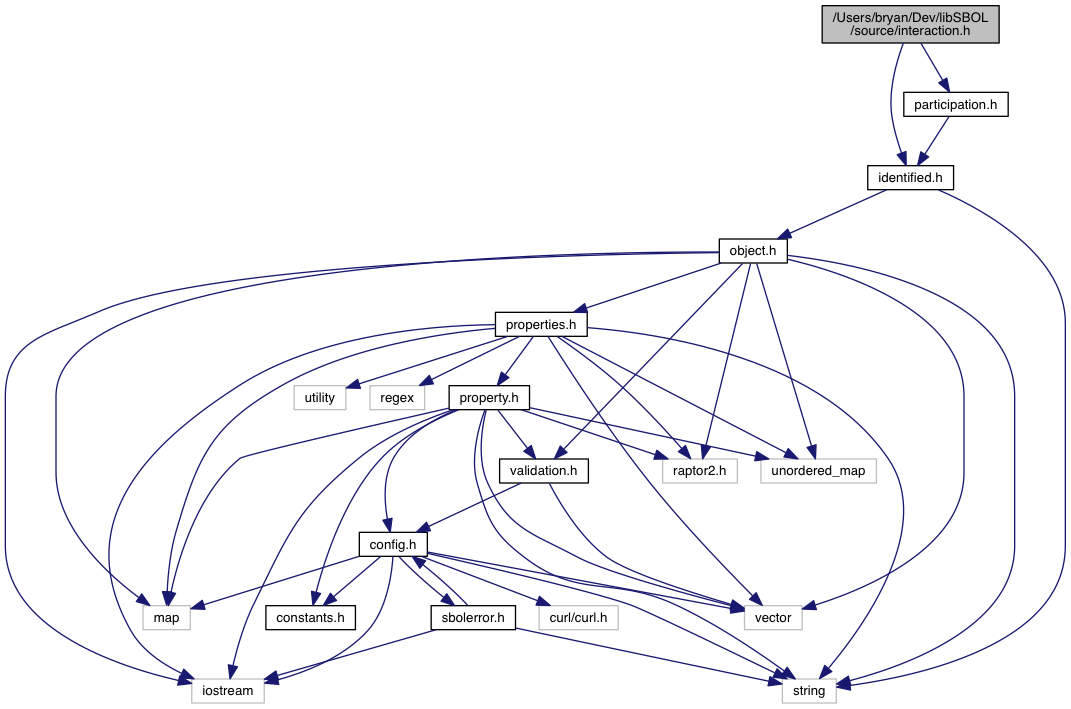 /Users/bryan/Dev/libSBOL
/source/interaction.h
participation.h
identified.h
object.h
properties.h
utility
regex
property.h
validation.h
raptor2.h
unordered_map
config.h
map
constants.h
sbolerror.h
curl/curl.h
vector
iostream
string